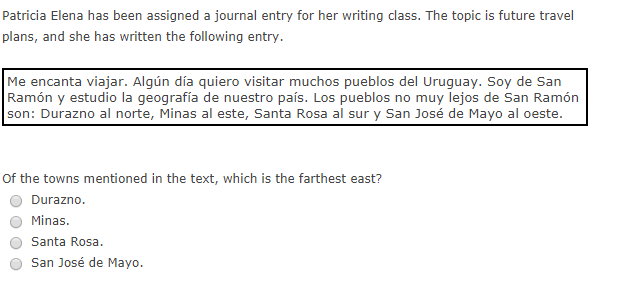 Patricia Elena has been assigned a journal entry for her writing class. The topic is future travel
plans, and she has written the following entry.
Me encanta viajar. Algún día quiero visitar muchos pueblos del Uruguay. Soy de San
Ramón y estudio la geografía de nuestro país. Los pueblos no muy lejos de San Ramón
son: Durazno al norte, Minas al este, Santa Rosa al sur y San José de Mayo al oeste.
Of the towns mentioned in the text, which is the farthest east?
Durazno.
Minas.
Santa Rosa.
San José de Mayo.